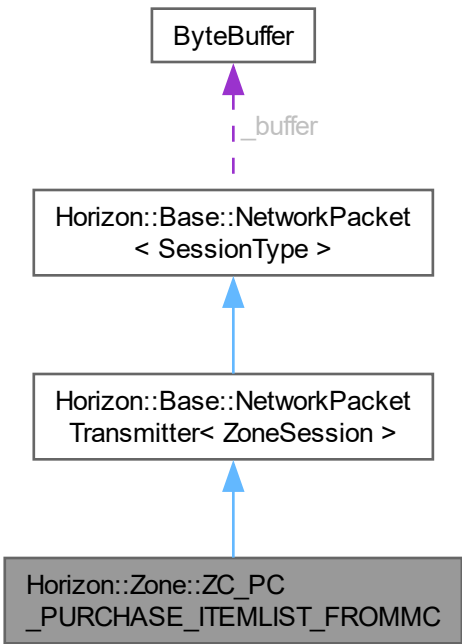 ByteBuffer
_buffer
Horizon::Base::NetworkPacket
< SessionType >
Horizon::Base::NetworkPacket
Transmitter< ZoneSession >
Horizon::Zone::ZC_PC
_PURCHASE_ITEMLIST_FROMMC